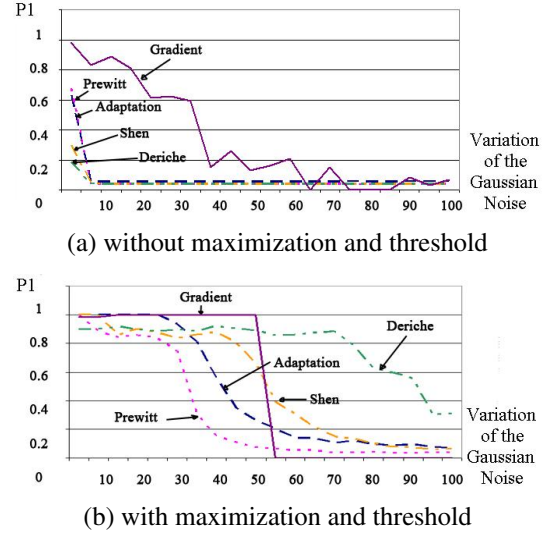 P1
1
Gradient
0.8
Prewitt
0.6
Adaptation
0.4
Shen
Deriche
0.2
0 10 20 30 40 50 60 70 80 90 100
Variation
of the
Gaussian
Noise
(a) without maximization and threshold
P1
Gradient
1
Deriche
0.8
Adaptation
0.6
Shen
0.4
Prewitt
0.2
0 10 20 30 40 50 60 70 80 90 100
Variation
of the
Gaussian
Noise
(b) with maximization and threshold